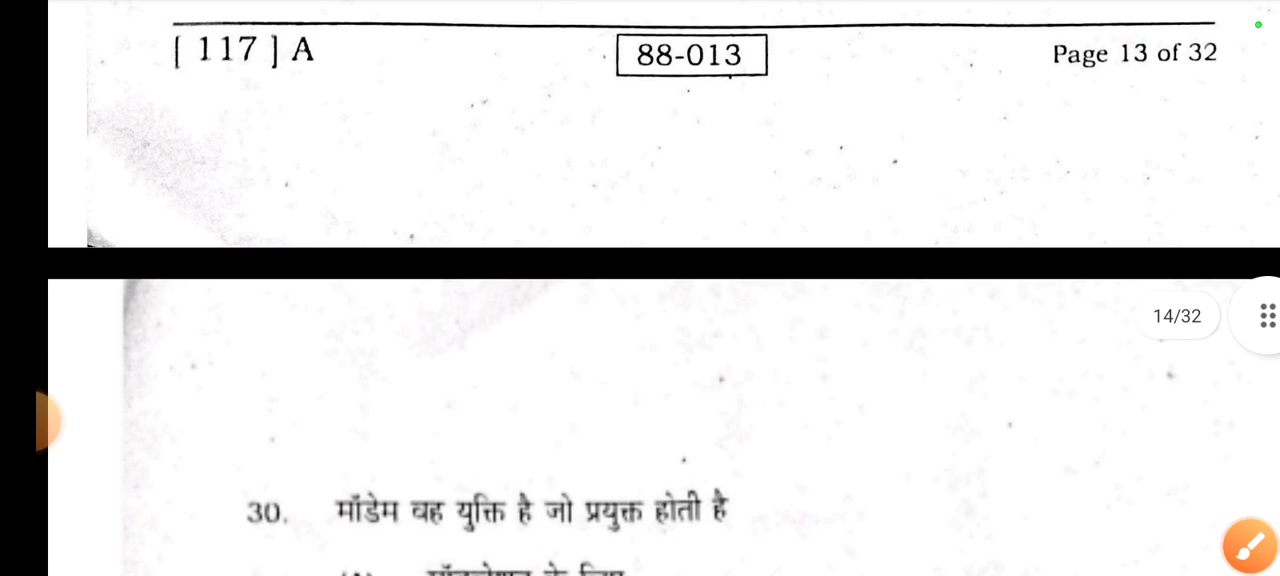 [ 117 ] A
88-013
Page 13 of 32
14/32
30. मॉडेम वह युक्ति है जो प्रयुक्त होती है